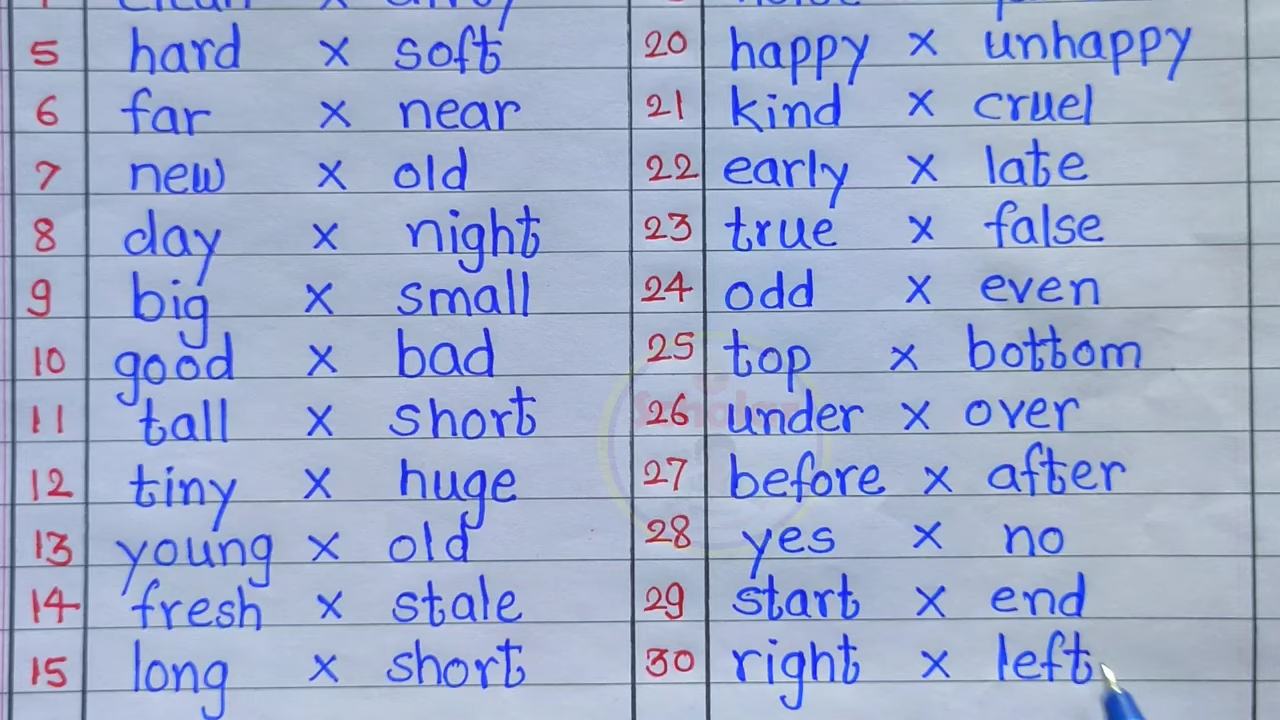 clean x dirty
5 hard x soft
6 far x near
7 new x old
8 day x night
9 big x small
10 good x bad
11 tall x short
12 tiny x huge
13 young x old
14 fresh x stale
15 long x short
20 happy x unhappy
21 kind x cruel
22 early x late
23 true x false
24 odd x even
25 top x bottom
26 under x over
27 before x after
28 yes x no
29 start x end
30 right x left